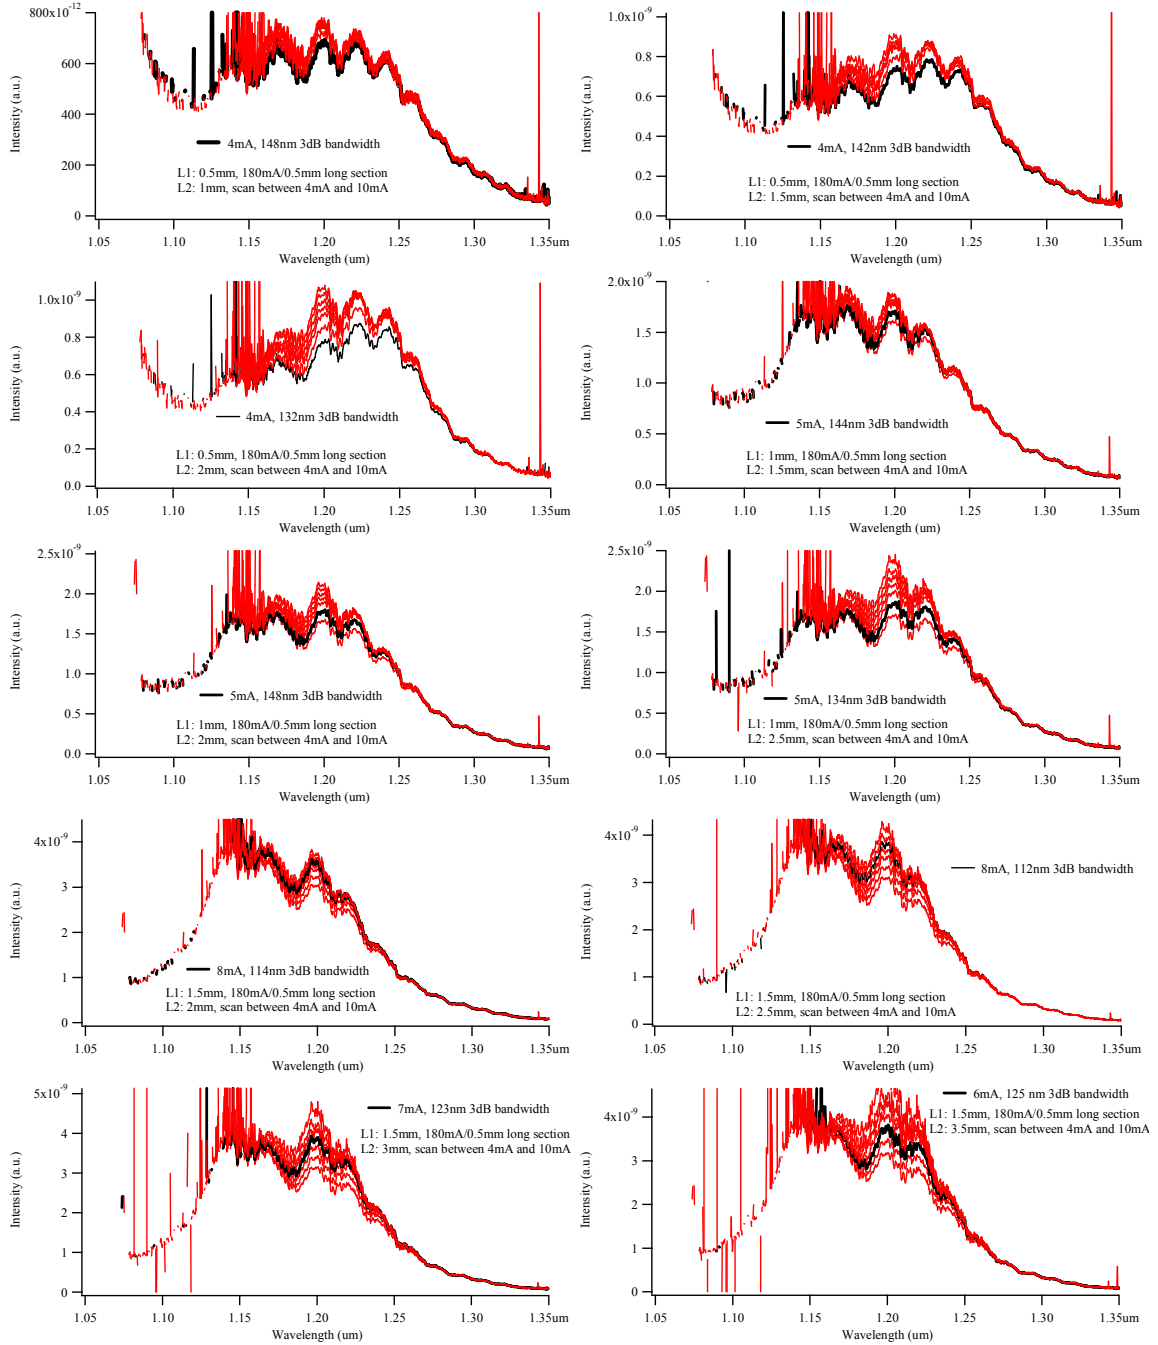 800x10-12
600
400
200
0
Intensity (a.u.)
4mA, 148nm 3dB bandwidth
L1: 0.5mm, 180mA/0.5mm long section
L2: 1mm, scan between 4mA and 10mA
1.05 1.10 1.15 1.20 1.25 1.30 1.35um
Wavelength (um)
1.0x10-9
0.8
0.6
0.4
0.2
0.0
Intensity (a.u.)
4mA, 142nm 3dB bandwidth
L1: 0.5mm, 180mA/0.5mm long section
L2: 1.5mm, scan between 4mA and 10mA
1.05 1.10 1.15 1.20 1.25 1.30 1.35um
Wavelength (um)
1.0x10-9
0.8
0.6
0.4
0.2
0.0
Intensity (a.u.)
4mA, 132nm 3dB bandwidth
L1: 0.5mm, 180mA/0.5mm long section
L2: 2mm, scan between 4mA and 10mA
1.05 1.10 1.15 1.20 1.25 1.30 1.35um
Wavelength (um)
2.0x10-9
1.5
1.0
0.5
0.0
Intensity (a.u.)
5mA, 144nm 3dB bandwidth
L1: 1mm, 180mA/0.5mm long section
L2: 1.5mm, scan between 4mA and 10mA
1.05 1.10 1.15 1.20 1.25 1.30 1.35um
Wavelength (um)
2.5x10-9
2.0
1.5
1.0
0.5
0.0
Intensity (a.u.)
5mA, 148nm 3dB bandwidth
L1: 1mm, 180mA/0.5mm long section
L2: 2mm, scan between 4mA and 10mA
1.05 1.10 1.15 1.20 1.25 1.30 1.35um
Wavelength (um)
2.5x10-9
2.0
1.5
1.0
0.5
0.0
Intensity (a.u.)
5mA, 134nm 3dB bandwidth
L1: 1mm, 180mA/0.5mm long section
L2: 2.5mm, scan between 4mA and 10mA
1.05 1.10 1.15 1.20 1.25 1.30 1.35um
Wavelength (um)
4x10-9
3
2
1
0
Intensity (a.u.)
8mA, 114nm 3dB bandwidth
L1: 1.5mm, 180mA/0.5mm long section
L2: 2mm, scan between 4mA and 10mA
1.05 1.10 1.15 1.20 1.25 1.30 1.35um
Wavelength (um)
4x10-9
3
2
1
0
Intensity (a.u.)
8mA, 112nm 3dB bandwidth
L1: 1.5mm, 180mA/0.5mm long section
L2: 2.5mm, scan between 4mA and 10mA
1.05 1.10 1.15 1.20 1.25 1.30 1.35um
Wavelength (um)
5x10-9
4
3
2
1
0
Intensity (a.u.)
7mA, 123nm 3dB bandwidth
L1: 1.5mm, 180mA/0.5mm long section
L2: 3mm, scan between 4mA and 10mA
1.05 1.10 1.15 1.20 1.25 1.30 1.35um
Wavelength (um)
4x10-9
3
2
1
0
Intensity (a.u.)
6mA, 125 nm 3dB bandwidth
L1: 1.5mm, 180mA/0.5mm long section
L2: 3.5mm, scan between 4mA and 10mA
1.05 1.10 1.15 1.20 1.25 1.30 1.35um
Wavelength (um)